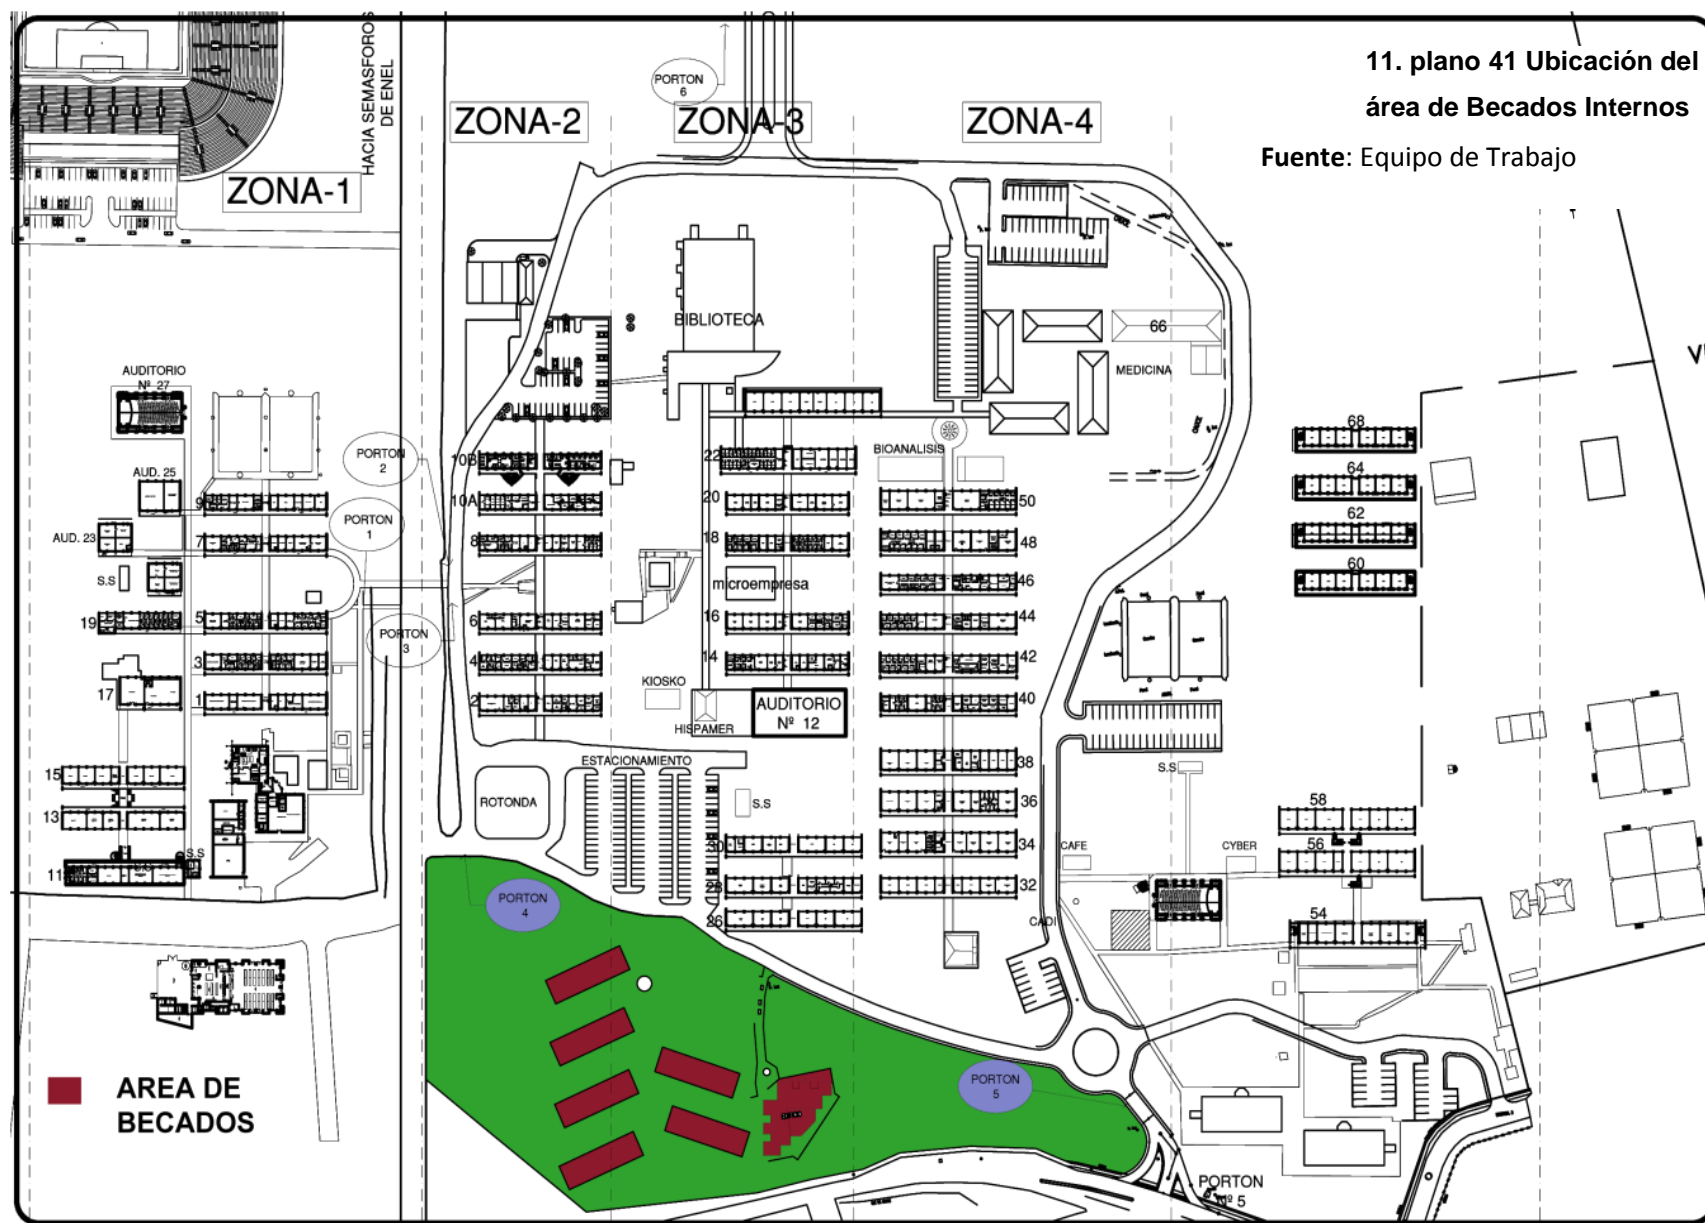 11. plano 41 Ubicación del
área de Becados Internos
Fuente: Equipo de Trabajo
HACIA SEMASFOROS
DE ENEL
PORTON
6
ZONA-1
ZONA-2
ZONA-3
ZONA-4
BIBLIOTECA
66
MEDICINA
AUDITORIO
Nº 27
AUD. 25
AUD. 23
S.S
PORTON
2
PORTON
1
PORTON
3
9
7
5
19
3
17
1
15
13
11
S.S
10B
10A
8
6
4
2
22
20
18
microempresa
16
14
KIOSKO
HISPAMER
AUDITORIO
Nº 12
BIOANALISIS
50
48
46
44
42
40
38
36
34
32
68
64
62
60
ESTACIONAMIENTO
ROTONDA
S.S
30
28
26
S.S
58
56
54
CAFE
CYBER
CADI
PORTON
4
PORTON
5
PORTON
Nº 5
AREA DE
BECADOS